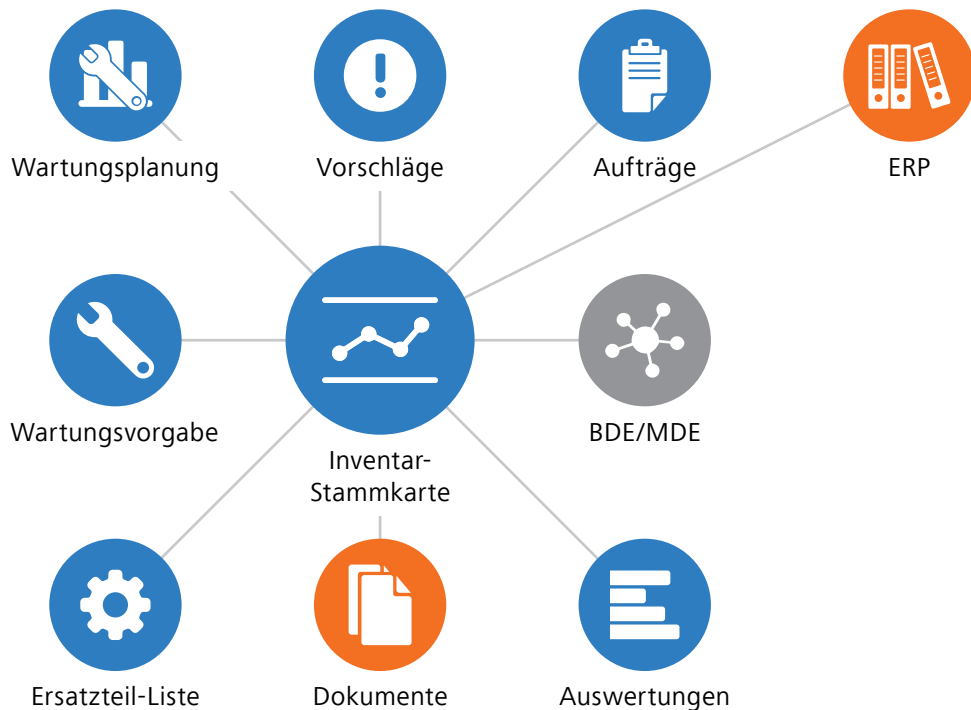 Wartungsplanung
Vorschläge
Aufträge
ERP
Wartungsvorgabe
Inventar-
Stammkarte
BDE/MDE
Ersatzteil-Liste
Dokumente
Auswertungen